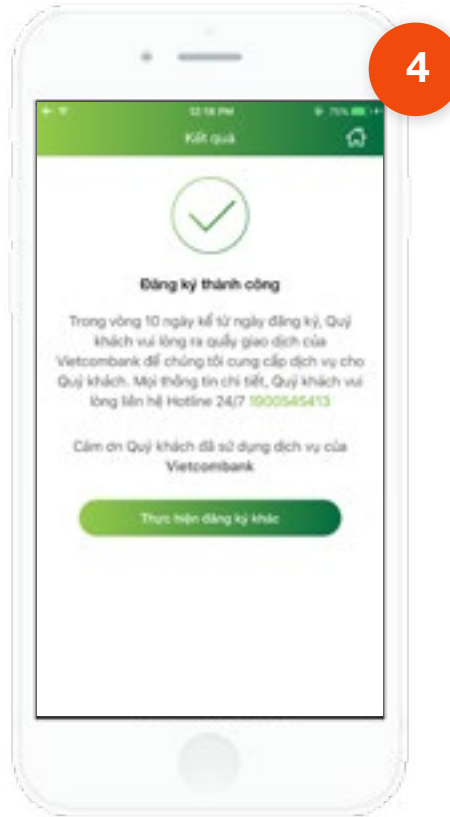 4
12:18 PM
75%
Kết quả
Đăng ký thành công
Trong vòng 10 ngày kể từ ngày đăng ký, Quý
khách vui lòng ra quầy giao dịch của
Vietcombank để chúng tôi cung cấp dịch vụ cho
Quý khách. Mọi thông tin chi tiết, Quý khách vui
lòng liên hệ Hotline 24/7 1900545413
Cảm ơn Quý khách đã sử dụng dịch vụ của
Vietcombank
Thực hiện đăng ký khác